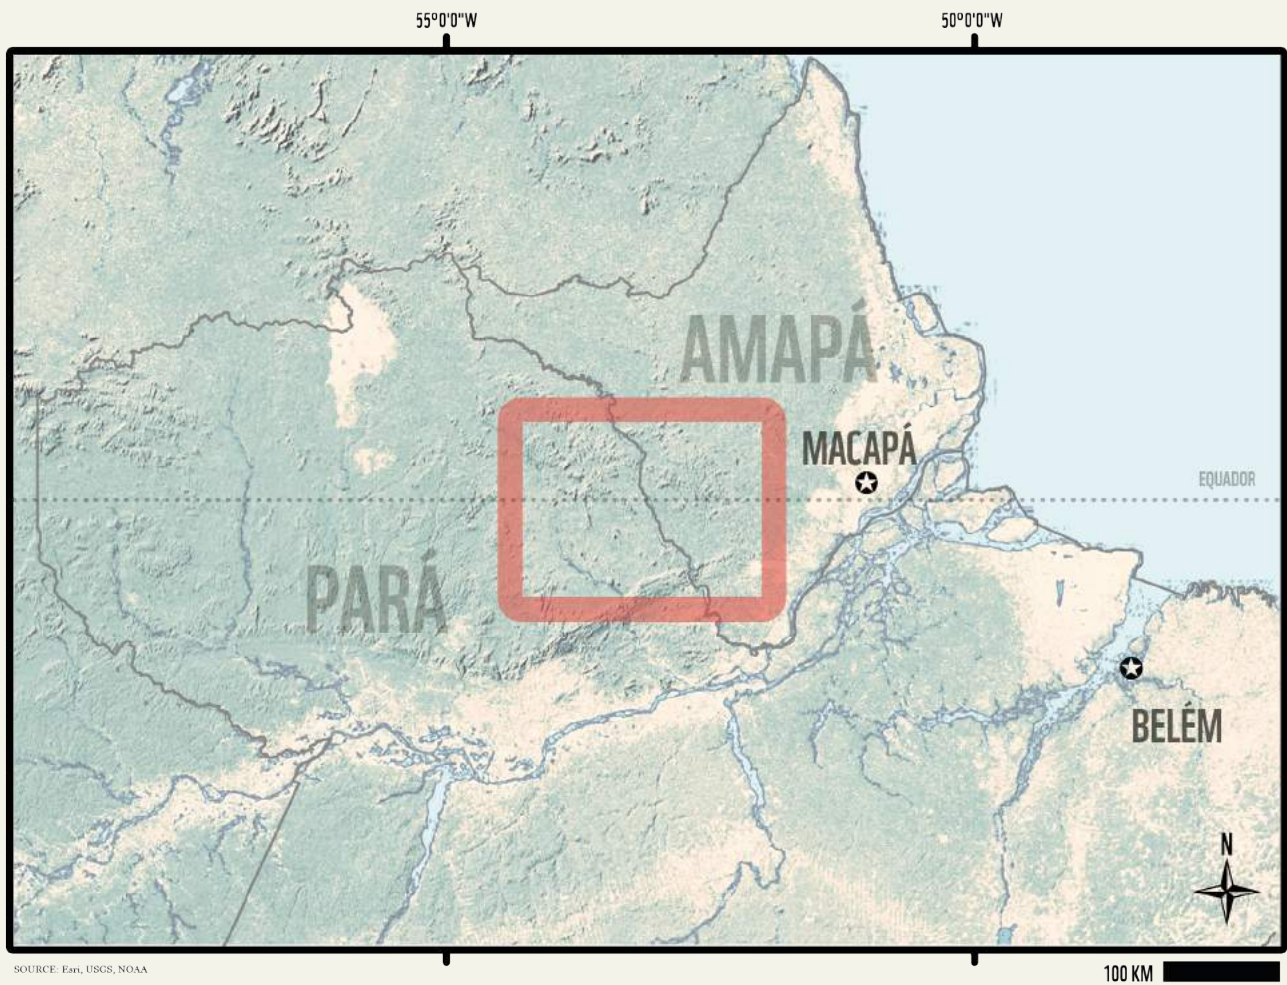 55°0'0"W
50°0'0"W
AMAPÁ
MACAPÁ
EQUADOR
PARÁ
BELÉM
N
SOURCE: Esri, USGS, NOAA
100 KM